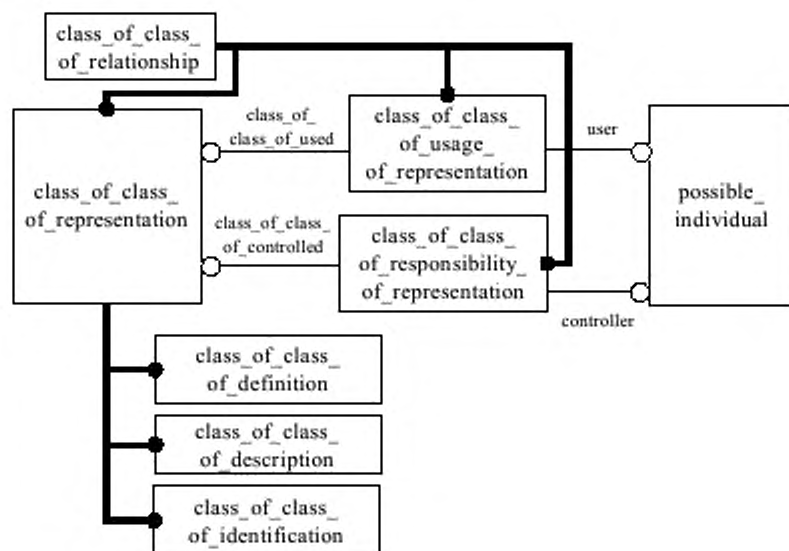 class_of_class_
of_relationship
class_of_class_
of_representation
class_of_
class_of_used
class_of_class_
of_usage_
of_representation
user
possible_
individual
class_of_class_
of_controlled
class_of_class_
of_responsibility_
of_representation
controller
class_of_class_
of_definition
class_of_class_
of_description
class_of_class_
of_identification